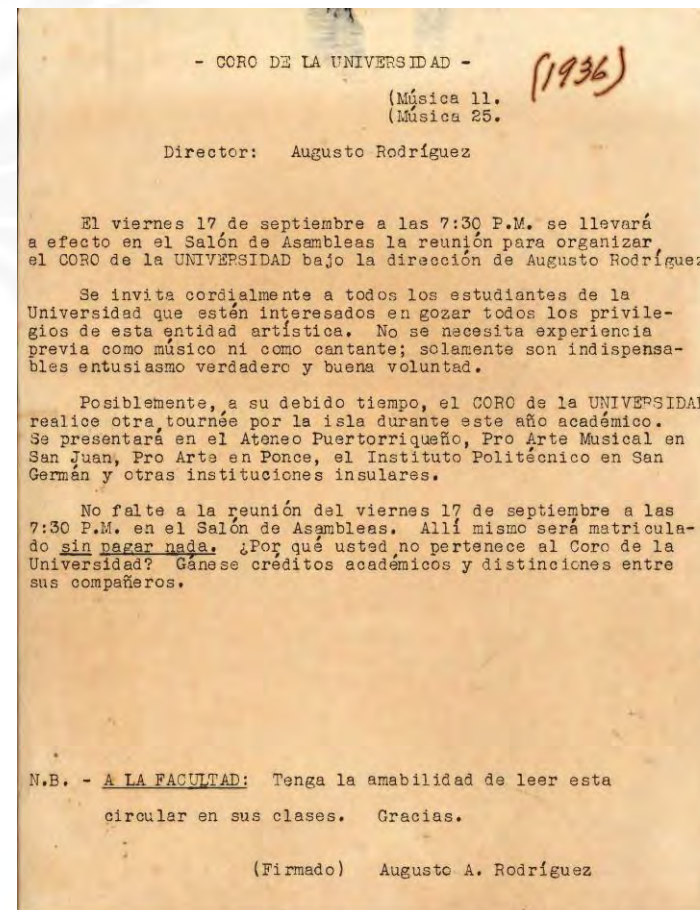 - CORO DE LA UNIVERSIDAD -
(1936)
(Música 11.
(Música 25.
Director: Augusto Rodríguez
El viernes 17 de septiembre a las 7:30 P.M. se llevará
a efecto en el Salón de Asambleas la reunión para organizar
el CORO de la UNIVERSIDAD bajo la dirección de Augusto Rodríguez
Se invita cordialmente a todos los estudiantes de la
Universidad que estén interesados en gozar todos los privile-
gios de esta entidad artística. No se necesita experiencia
previa como músico ni como cantante; solamente son indispensa-
bles entusiasmo verdadero y buena voluntad.
Posiblemente, a su debido tiempo, el CORO de la UNIVERSIDAD
realice otra tournée por la isla durante este año académico.
Se presentará en el Ateneo Puertorriqueño, Pro Arte Musical en
San Juan, Pro Arte en Ponce, el Instituto Politécnico en San
Germán y otras instituciones insulares.
No falte a la reunión del viernes 17 de septiembre a las
7:30 P.M. en el Salón de Asambleas. Allí mismo será matricula-
do sin pagar nada. ¿Por qué usted no pertenece al Coro de la
Universidad? Gánese créditos académicos y distinciones entre
sus compañeros.
N.B. - A LA FACULTAD: Tenga la amabilidad de leer esta
circular en sus clases. Gracias.
(Firmado) Augusto A. Rodríguez